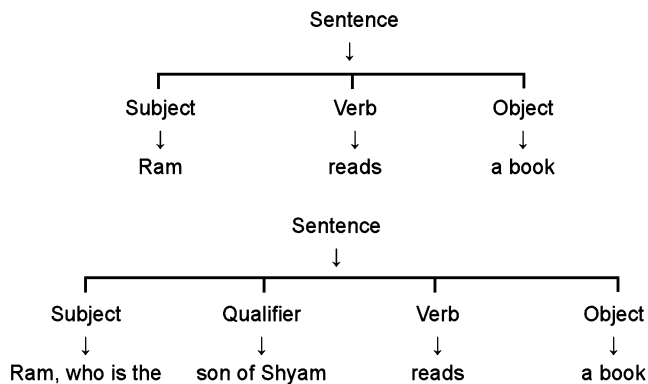 Sentence
Subject Verb Object
Ram reads a book
Sentence
Subject Qualifier Verb Object
Ram, who is the son of Shyam reads a book